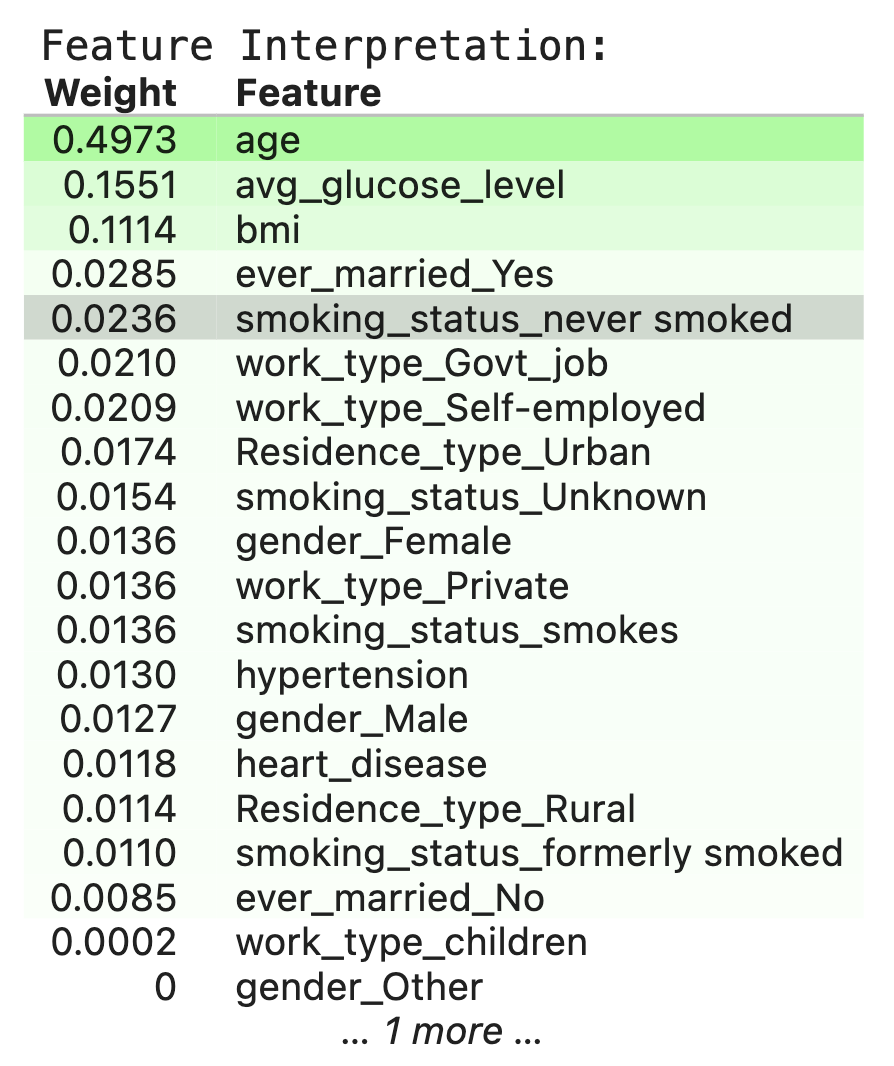 Feature Interpretation:
Weight Feature
0.4973 age
0.1551 avg_glucose_level
0.1114 bmi
0.0285 ever_married_Yes
0.0236 smoking_status_never smoked
0.0210 work_type_Govt_job
0.0209 work_type_Self-employed
0.0174 Residence_type_Urban
0.0154 smoking_status_Unknown
0.0136 gender_Female
0.0136 work_type_Private
0.0136 smoking_status_smokes
0.0130 hypertension
0.0127 gender_Male
0.0118 heart_disease
0.0114 Residence_type_Rural
0.0110 smoking_status_formerly smoked
0.0085 ever_married_No
0.0002 work_type_children
0 gender_Other
… 1 more …